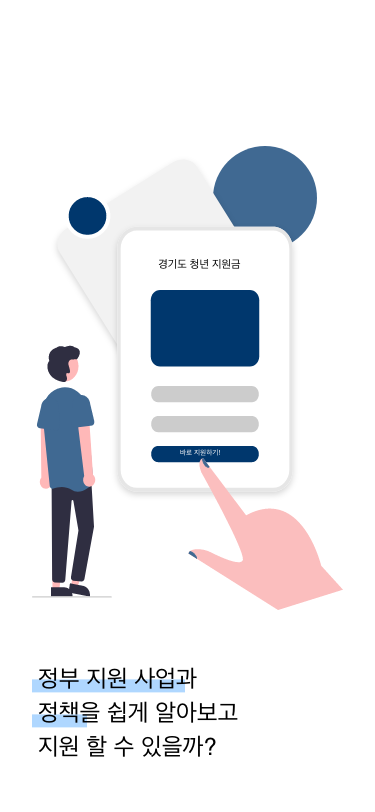 경기도 청년 지원금
바로 지원하기!
정부 지원 사업과
정책을 쉽게 알아보고
지원 할 수 있을까?